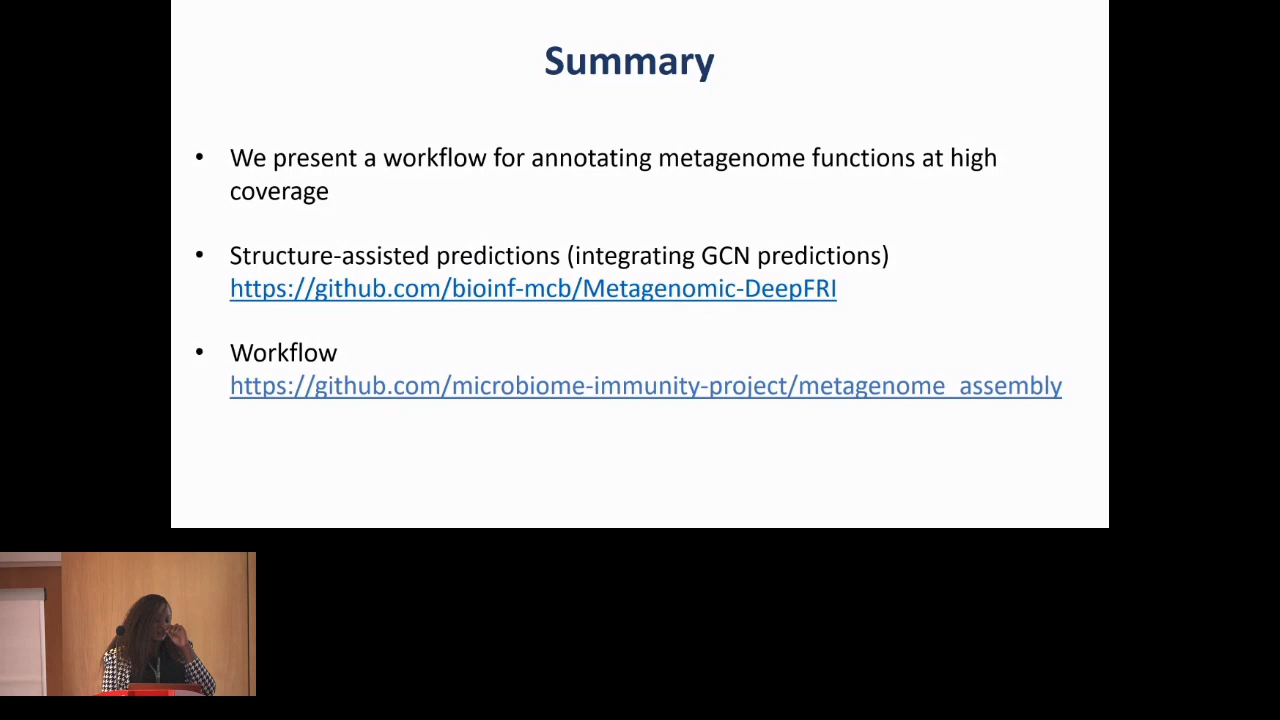 Summary
• We present a workflow for annotating metagenome functions at high
coverage
• Structure-assisted predictions (integrating GCN predictions)
https://github.com/bioinf-mcb/Metagenomic-DeepFRI
• Workflow
https://github.com/microbiome-immunity-project/metagenome_assembly